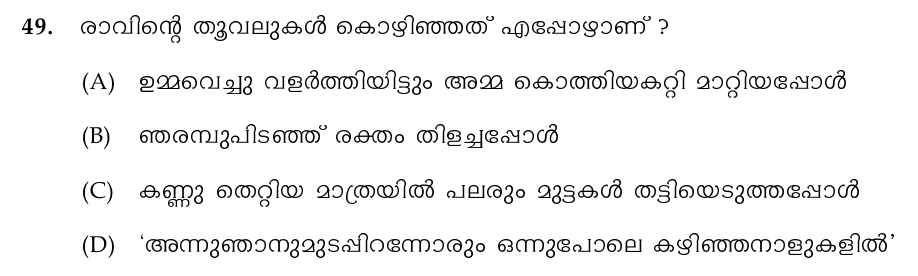 49. രാവിന്റെ തൂവലുകൾ കൊഴിഞ്ഞത് എപ്പോഴാണ് ?
(A) ഉമ്മവെച്ചു വളർത്തിയിട്ടും അമ്മ കൊത്തിയകറ്റി മാറ്റിയപ്പോൾ
(B) ഞരമ്പുപിടഞ്ഞ് രക്തം തിളച്ചപ്പോൾ
(C) കണ്ണു തെറ്റിയ മാത്രയിൽ പലരും മുട്ടകൾ തട്ടിയെടുത്തപ്പോൾ
(D) 'അന്നുഞാനുമുടപ്പിറന്നോരും ഒന്നുപോലെ കഴിഞ്ഞനാളുകളിൽ'